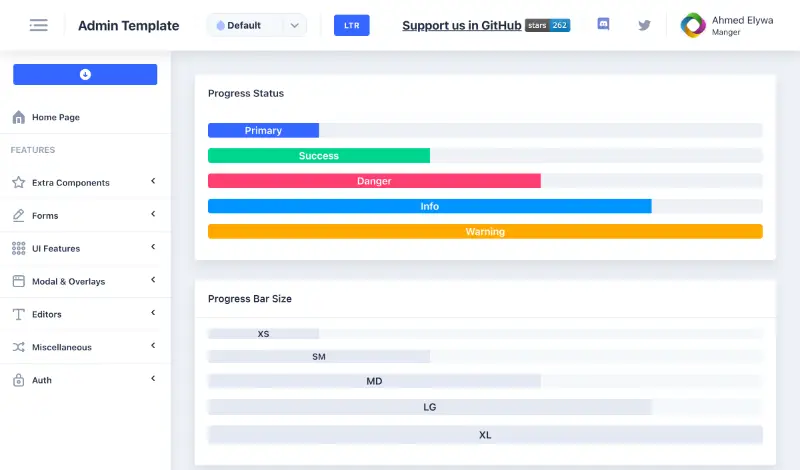 Admin Template
Default
LTR
Support us in GitHub
stars 262
Ahmed Elywa
Manger
Home Page
FEATURES
Extra Components
Forms
UI Features
Modal & Overlays
Editors
Miscellaneous
Auth
Progress Status
Primary
Success
Danger
Info
Warning
Progress Bar Size
XS
SM
MD
LG
XL